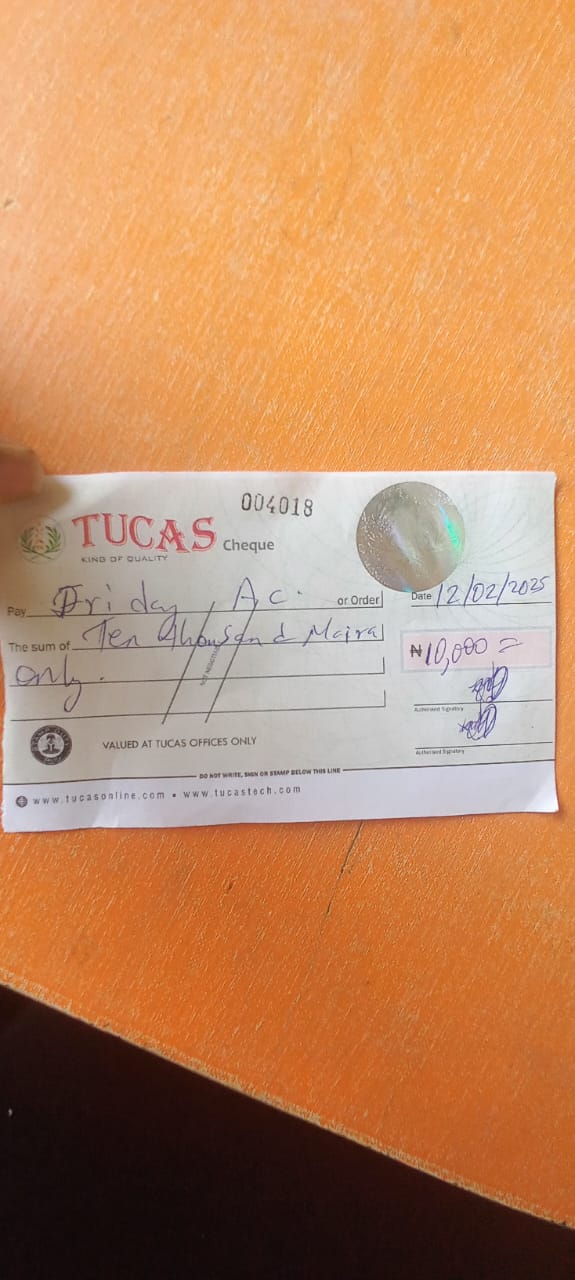 004018
TUCAS Cheque
KING OF QUALITY
Pay Friday A.C. or Order
Date 12/02/2025
The sum of Ten Thousand Naira
only.
₦10,000 =
NOT NEGOTIABLE
Authorised Signatory
Authorised Signatory
VALUED AT TUCAS OFFICES ONLY
DO NOT WRITE, SIGN OR STAMP BELOW THIS LINE
www.tucasonline.com • www.tucastech.com